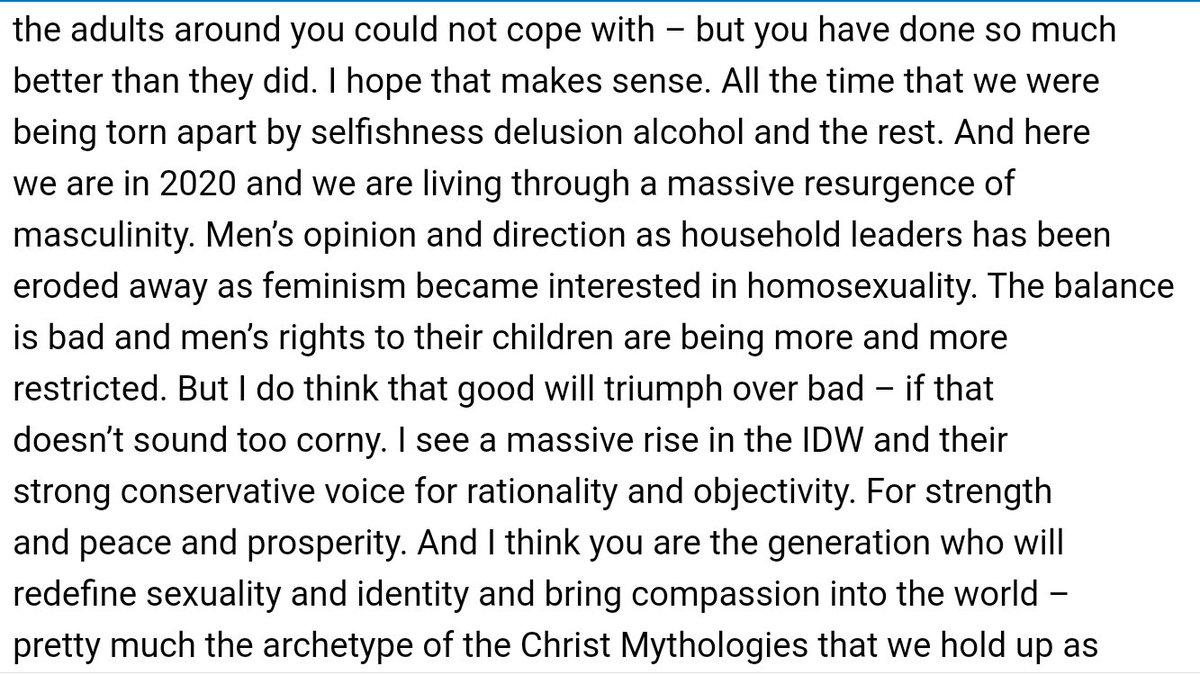 the adults around you could not cope with – but you have done so much
better than they did. I hope that makes sense. All the time that we were
being torn apart by selfishness delusion alcohol and the rest. And here
we are in 2020 and we are living through a massive resurgence of
masculinity. Men’s opinion and direction as household leaders has been
eroded away as feminism became interested in homosexuality. The balance
is bad and men’s rights to their children are being more and more
restricted. But I do think that good will triumph over bad – if that
doesn’t sound too corny. I see a massive rise in the IDW and their
strong conservative voice for rationality and objectivity. For strength
and peace and prosperity. And I think you are the generation who will
redefine sexuality and identity and bring compassion into the world –
pretty much the archetype of the Christ Mythologies that we hold up as